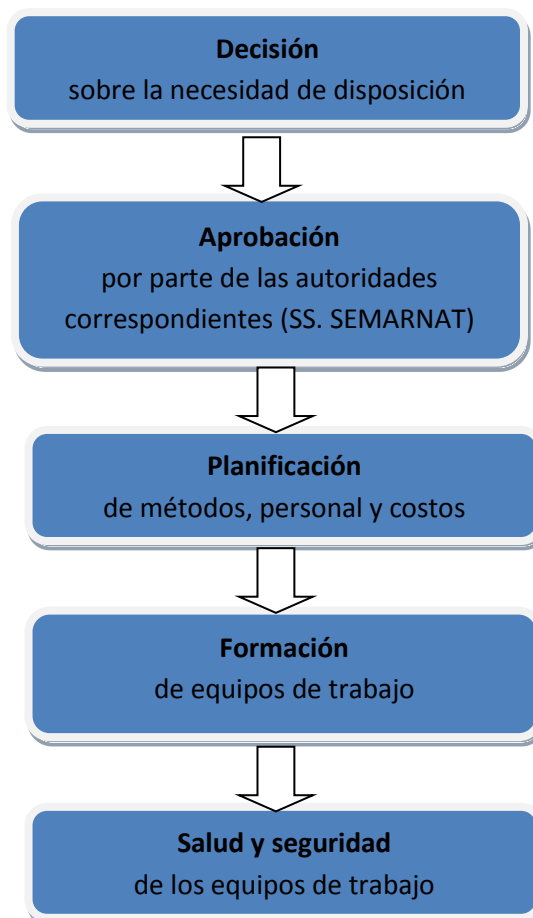 Decisión
sobre la necesidad de disposición
Aprobación
por parte de las autoridades
correspondientes (SS. SEMARNAT)
Planificación
de métodos, personal y costos
Formación
de equipos de trabajo
Salud y seguridad
de los equipos de trabajo